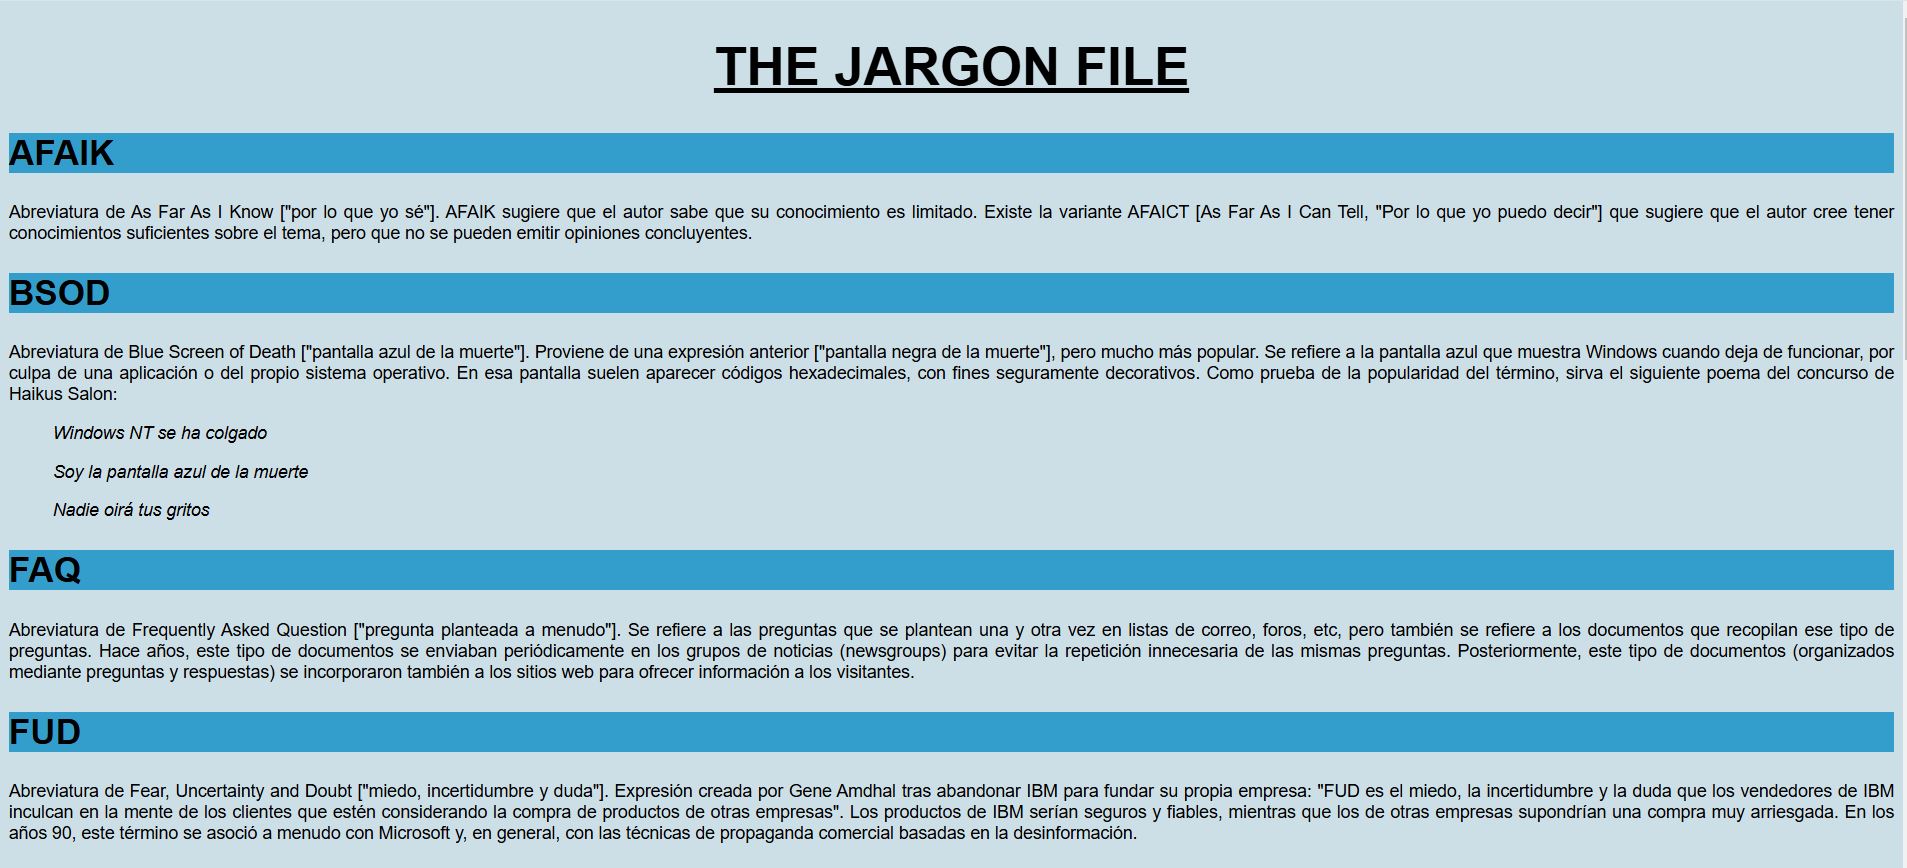 THE JARGON FILE
AFAIK
Abreviatura de As Far As I Know ["por lo que yo sé"]. AFAIK sugiere que el autor sabe que su conocimiento es limitado. Existe la variante AFAICT [As Far As I Can Tell, "Por lo que yo puedo decir"] que sugiere que el autor cree tener
conocimientos suficientes sobre el tema, pero que no se pueden emitir opiniones concluyentes.
BSOD
Abreviatura de Blue Screen of Death ["pantalla azul de la muerte"]. Proviene de una expresión anterior ["pantalla negra de la muerte"], pero mucho más popular. Se refiere a la pantalla azul que muestra Windows cuando deja de funcionar, por
culpa de una aplicación o del propio sistema operativo. En esa pantalla suelen aparecer códigos hexadecimales, con fines seguramente decorativos. Como prueba de la popularidad del término, sirva el siguiente poema del concurso de
Haikus Salon:
Windows NT se ha colgado
Soy la pantalla azul de la muerte
Nadie oirá tus gritos
FAQ
Abreviatura de Frequently Asked Question ["pregunta planteada a menudo"]. Se refiere a las preguntas que se plantean una y otra vez en listas de correo, foros, etc, pero también se refiere a los documentos que recopilan ese tipo de
preguntas. Hace años, este tipo de documentos se enviaban periódicamente en los grupos de noticias (newsgroups) para evitar la repetición innecesaria de las mismas preguntas. Posteriormente, este tipo de documentos (organizados
mediante preguntas y respuestas) se incorporaron también a los sitios web para ofrecer información a los visitantes.
FUD
Abreviatura de Fear, Uncertainty and Doubt ["miedo, incertidumbre y duda"]. Expresión creada por Gene Amdhal tras abandonar IBM para fundar su propia empresa: "FUD es el miedo, la incertidumbre y la duda que los vendedores de IBM
inculcan en la mente de los clientes que estén considerando la compra de productos de otras empresas". Los productos de IBM serían seguros y fiables, mientras que los de otras empresas supondrían una compra muy arriesgada. En los
años 90, este término se asoció a menudo con Microsoft y, en general, con las técnicas de propaganda comercial basadas en la desinformación.